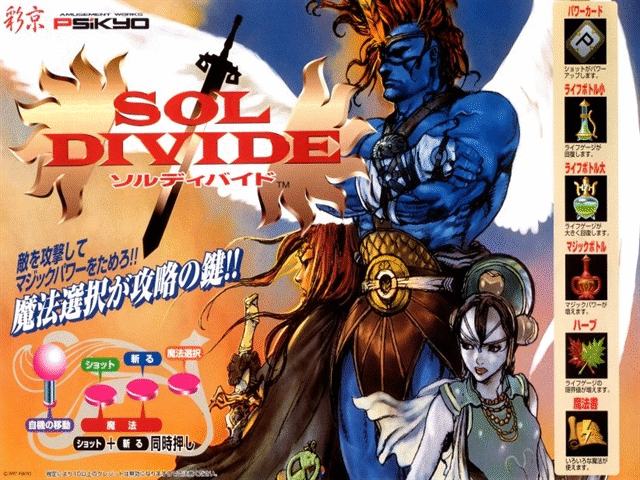 彩京
AMUSEMENT WORKS
PSiKYO
SOL
DIVIDE
ソルディバイド™
敵を攻撃して
マジックパワーをためろ!!
魔法選択が攻略の鍵!!
ショット
斬る
魔法選択
自機の移動
魔法
ショット+斬る 同時押し
パワーカード
P
ショットがパワー
アップします。
ライフボトル小
ライフゲージが
回復します。
ライフボトル大
ライフゲージが
大きく回復します。
マジックボトル
マジックパワーが
増えます。
ハーブ
ライフゲージの
限界値が増えます。
魔法書
いろいろな魔法が
使えます。